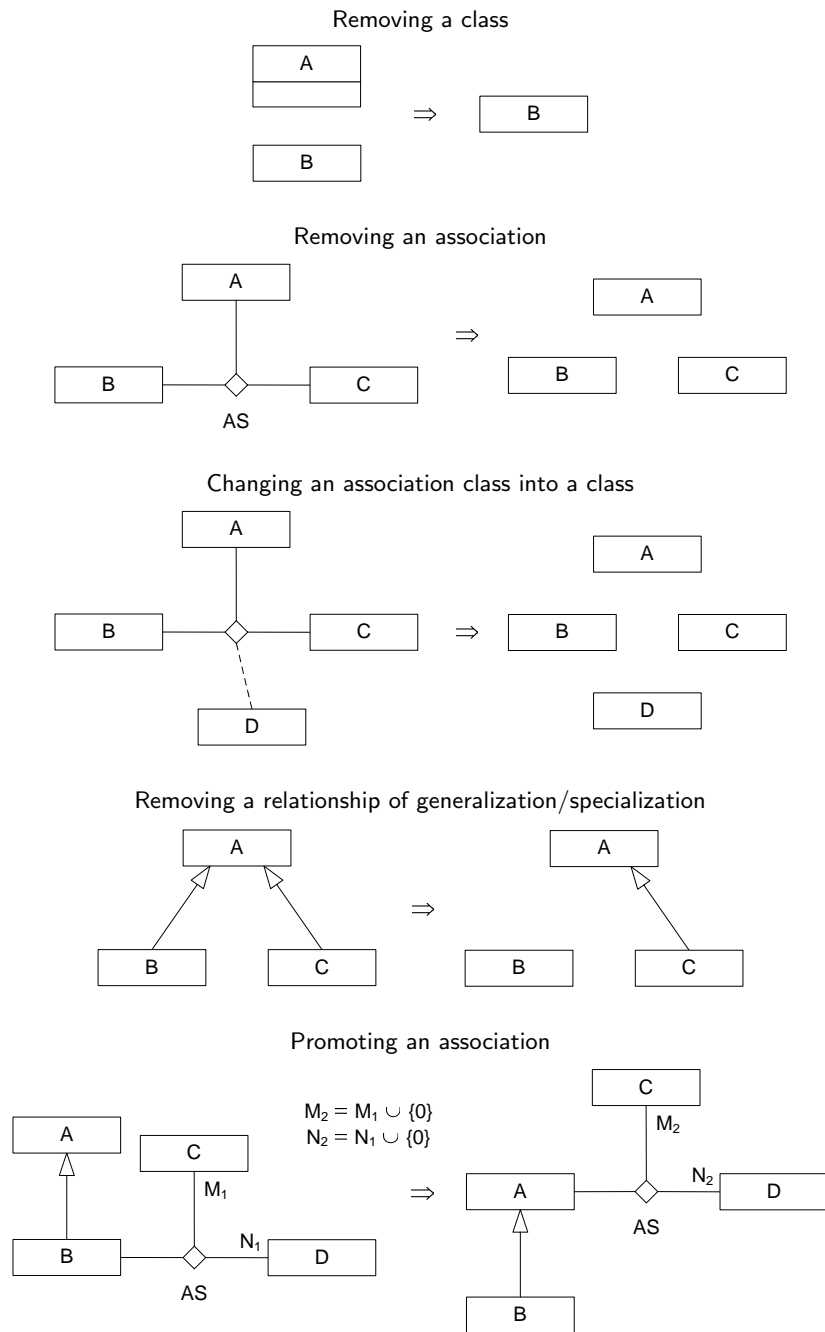 Removing a class
A
⇒
B
B
Removing an association
A
A
⇒
B
C
B
C
AS
Changing an association class into a class
A
A
B
C
⇒
B
C
D
D
Removing a relationship of generalization/specialization
A
A
⇒
B
C
B
C
Promoting an association
C
M₂ = M₁ ∪ {0}
N₂ = N₁ ∪ {0}
A
C
M₂
M₁
⇒
A
N₂
D
AS
B
N₁
D
AS
B